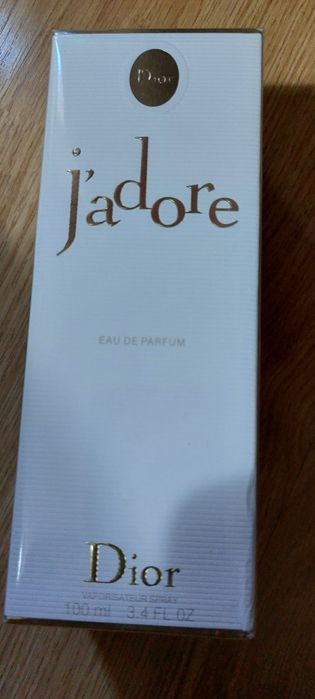 Dior
j'adore
EAU DE PARFUM
Dior
VAPORISATEUR SPRAY
100 ml 3.4 FL OZ